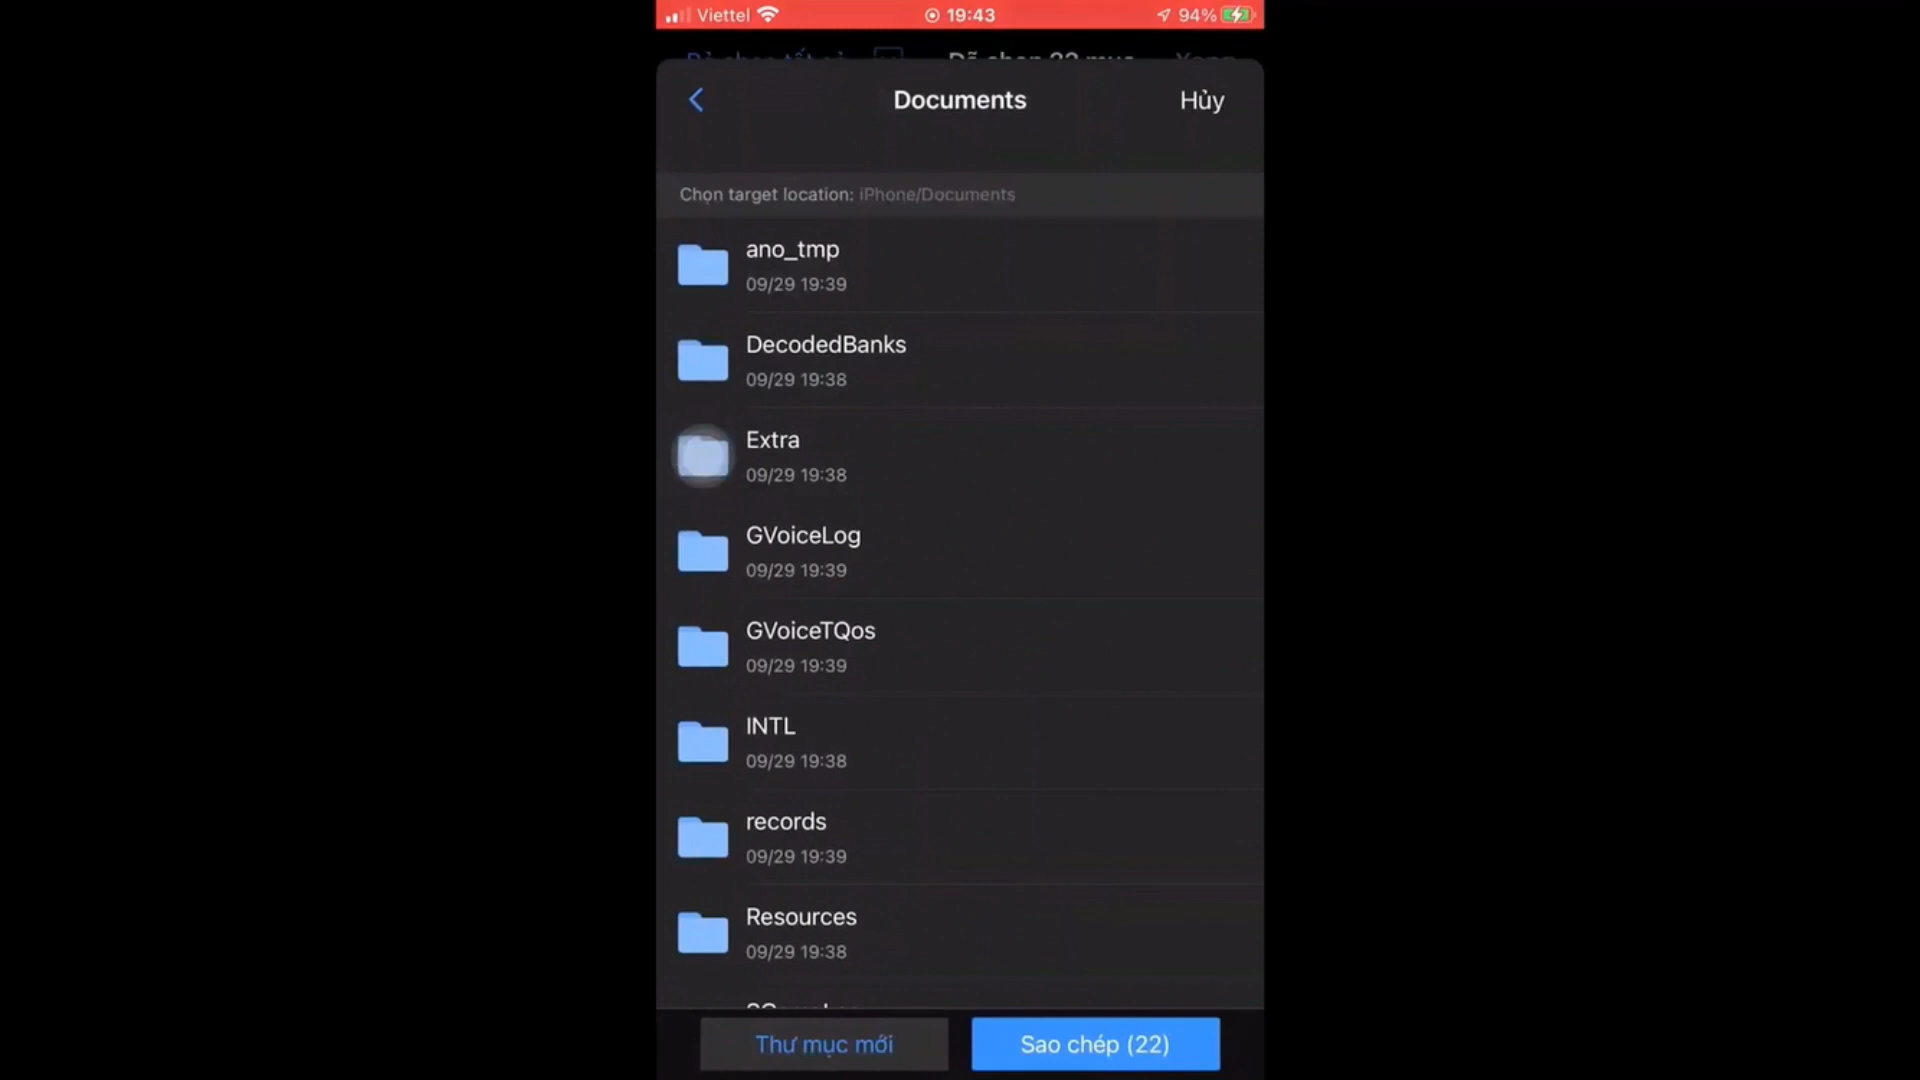 Viettel 19:43 94%
Documents Hủy
Chọn target location: iPhone/Documents
ano_tmp
09/29 19:39
DecodedBanks
09/29 19:38
Extra
09/29 19:38
GVoiceLog
09/29 19:39
GVoiceTQos
09/29 19:39
INTL
09/29 19:38
records
09/29 19:39
Resources
09/29 19:38
Thư mục mới Sao chép (22)